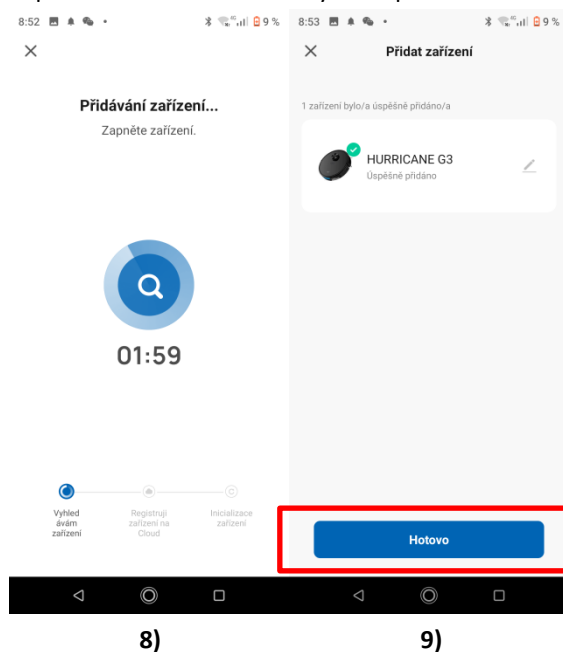 8:52
9 %
Přidávání zařízení...
Zapněte zařízení.
01:59
Vyhled
ávám
zařízení
Registruji
zařízení na
Cloud
Inicializace
zařízení
8)
8:53
9 %
Přidat zařízení
1 zařízení bylo/a úspěšně přidáno/a
HURRICANE G3
Úspěšně přidáno
Hotovo
9)